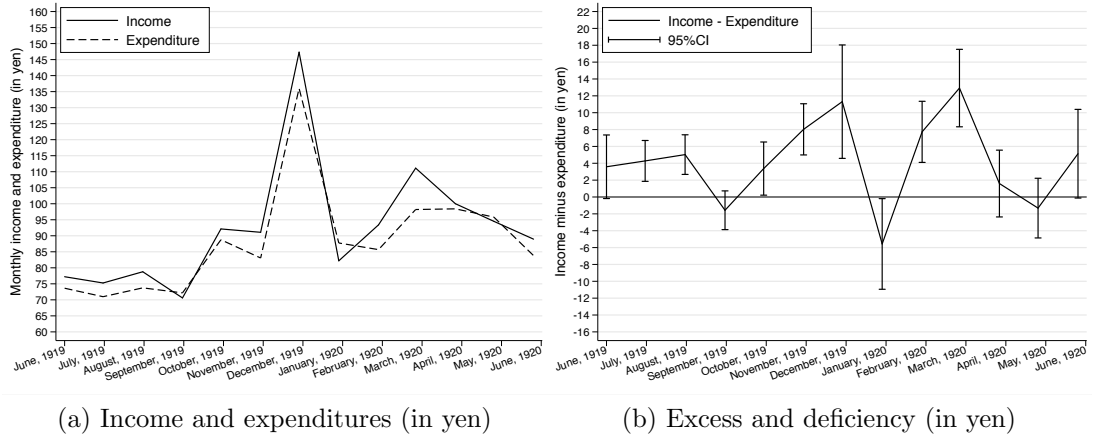 Monthly income and expenditure (in yen)
160
155
150
145
140
135
130
125
120
115
110
105
100
95
90
85
80
75
70
65
60
Income
Expenditure
June, 1919
July, 1919
August, 1919
September, 1919
October, 1919
November, 1919
December, 1919
January, 1920
February, 1920
March, 1920
April, 1920
May, 1920
June, 1920
(a) Income and expenditures (in yen)
Income minus expenditure (in yen)
22
20
18
16
14
12
10
8
6
4
2
0
-2
-4
-6
-8
-10
-12
-14
-16
Income - Expenditure
95%CI
June, 1919
July, 1919
August, 1919
September, 1919
October, 1919
November, 1919
December, 1919
January, 1920
February, 1920
March, 1920
April, 1920
May, 1920
June, 1920
(b) Excess and deficiency (in yen)